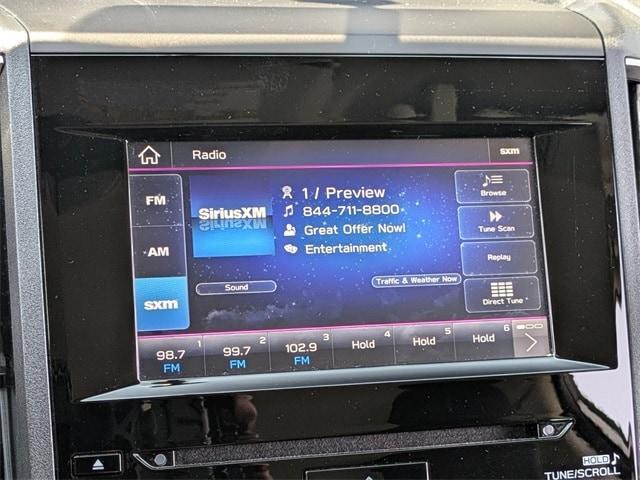 Radio
sxm
FM
AM
sxm
SiriusXM
1 / Preview
844-711-8800
Great Offer Now!
Entertainment
Sound
Traffic & Weather Now
Browse
Tune Scan
Replay
Direct Tune
98.7 1
FM
99.7 2
FM
102.9 3
FM
Hold 4
Hold 5
Hold 6
HOLD
TUNE/SCROLL